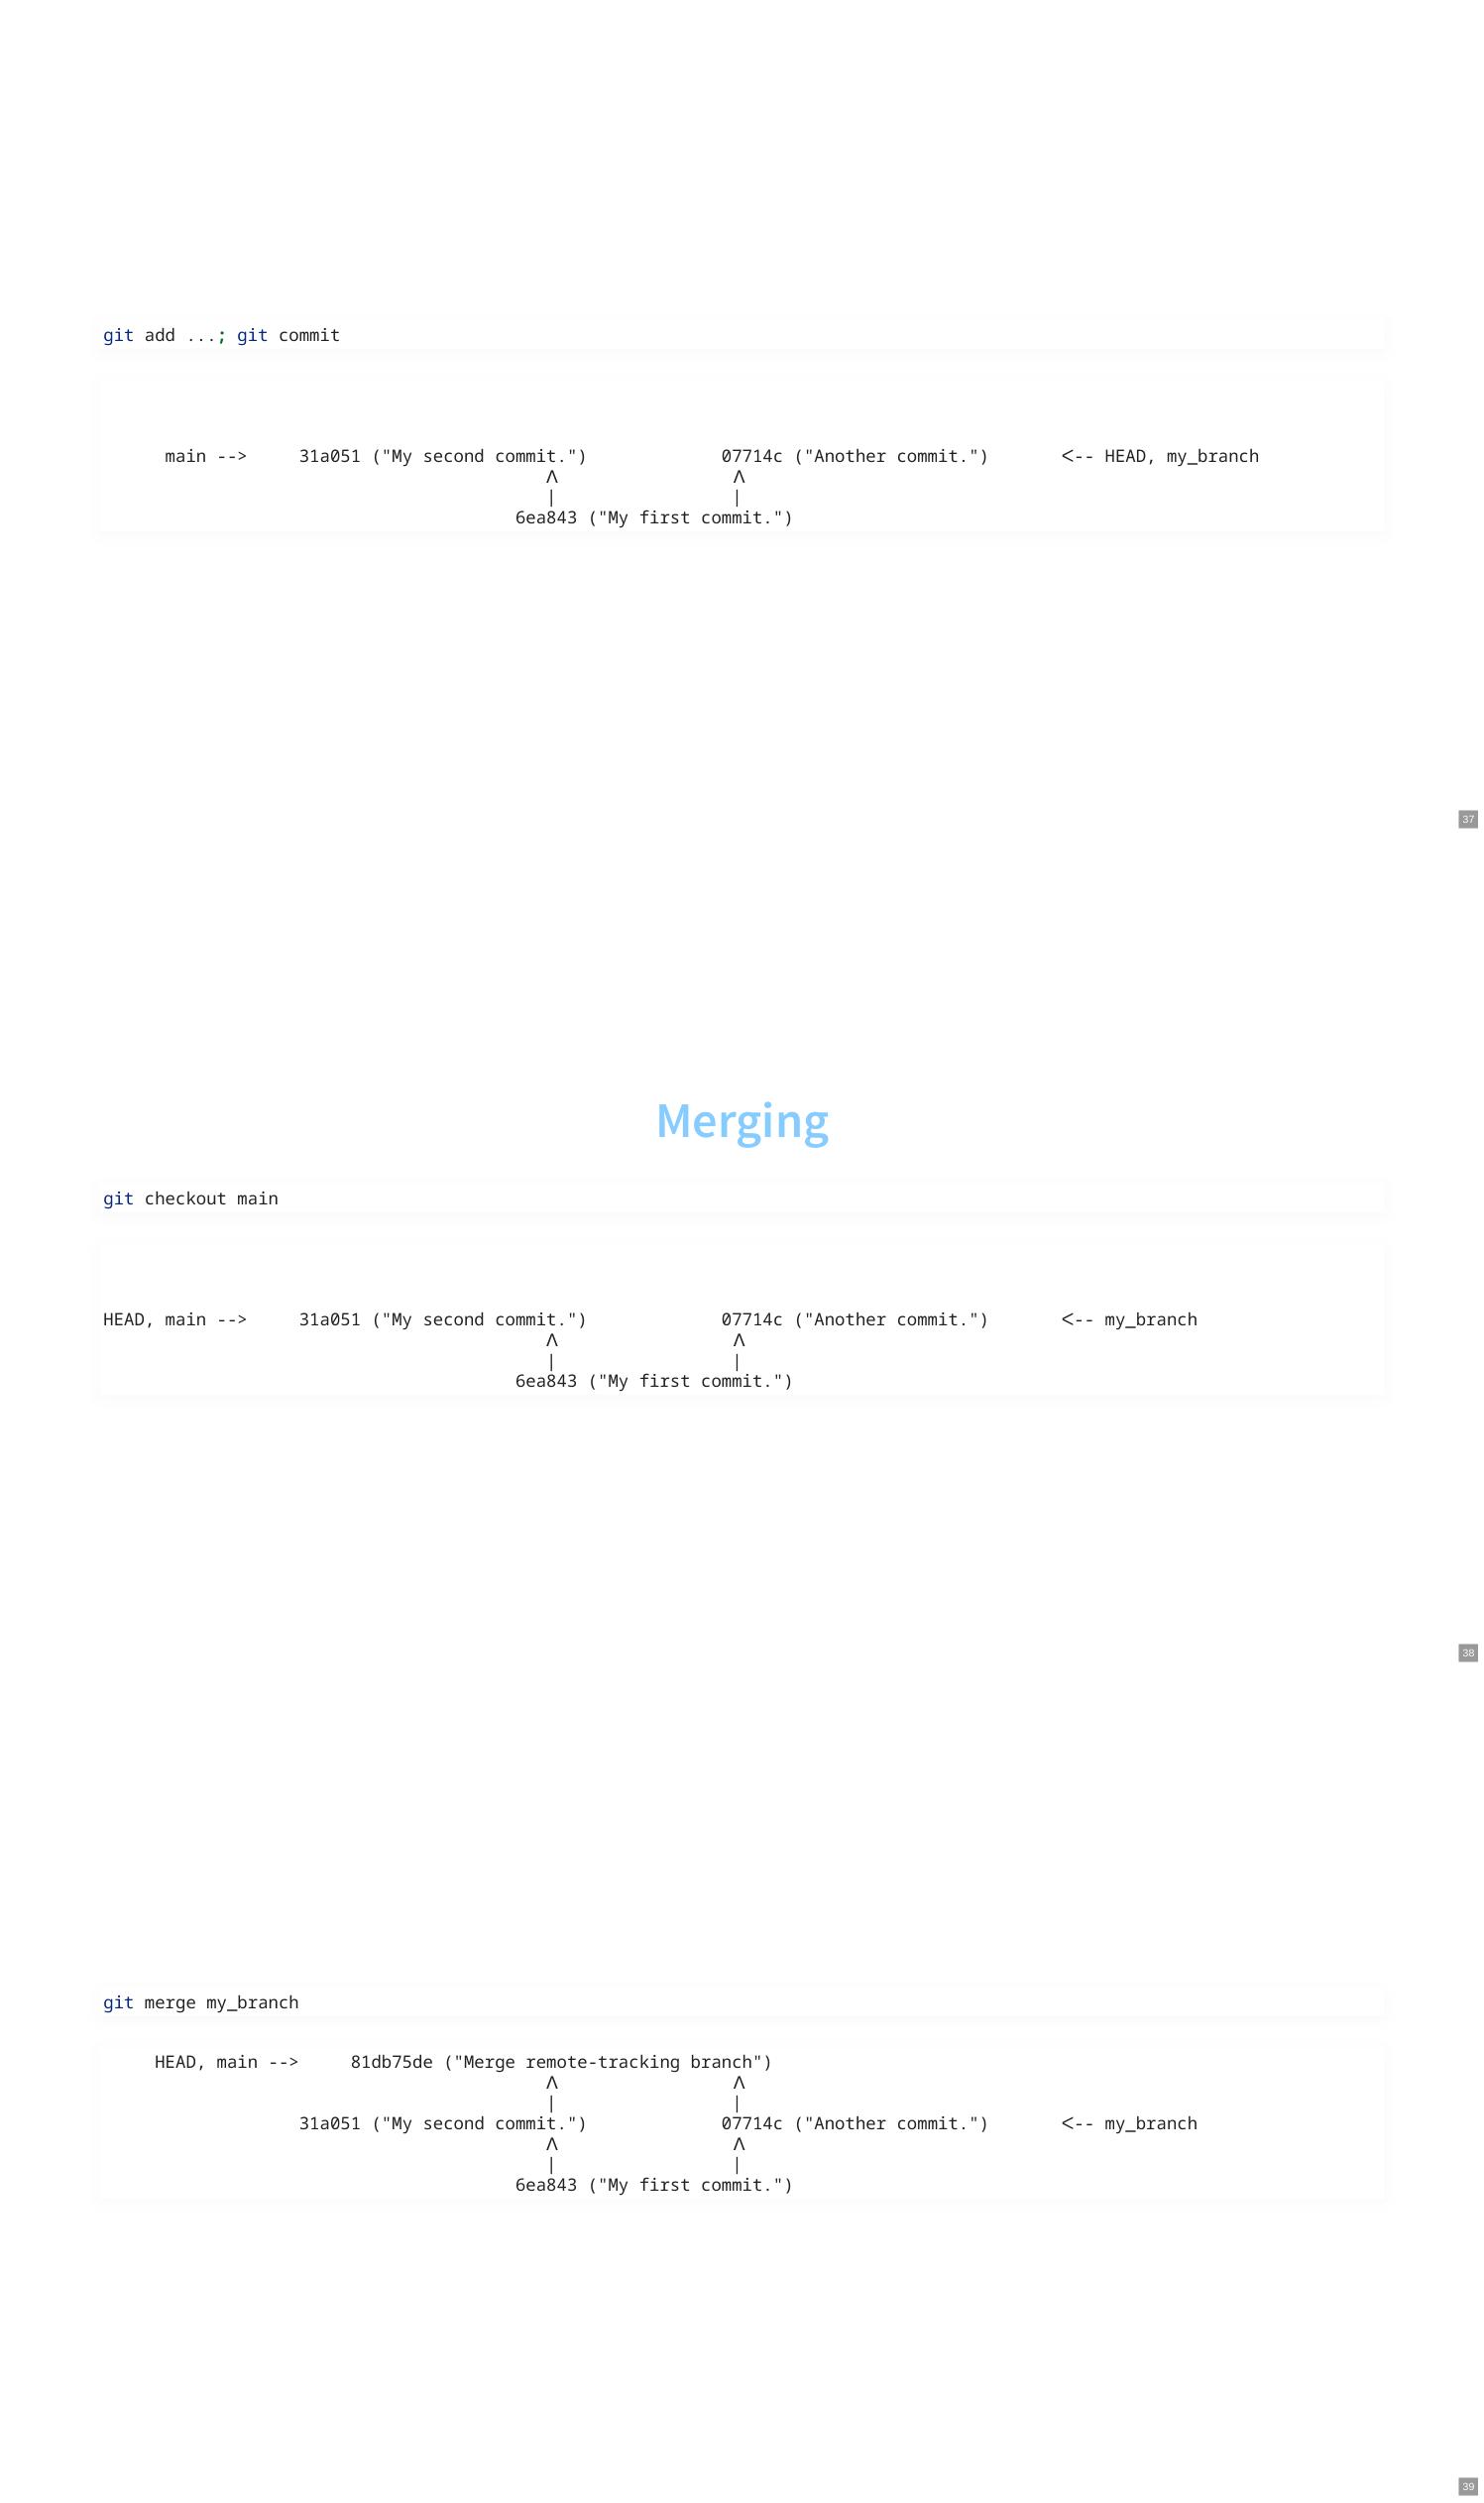 git add ...; git commit
main -->     31a051 ("My second commit.")             07714c ("Another commit.")       <-- HEAD, my_branch
^                 ^
|                 |
6ea843 ("My first commit.")
37
Merging
git checkout main
HEAD, main -->     31a051 ("My second commit.")             07714c ("Another commit.")       <-- my_branch
^                 ^
|                 |
6ea843 ("My first commit.")
38
git merge my_branch
HEAD, main -->     81db75de ("Merge remote-tracking branch")
^                 ^
|                 |
31a051 ("My second commit.")             07714c ("Another commit.")       <-- my_branch
^                 ^
|                 |
6ea843 ("My first commit.")
39